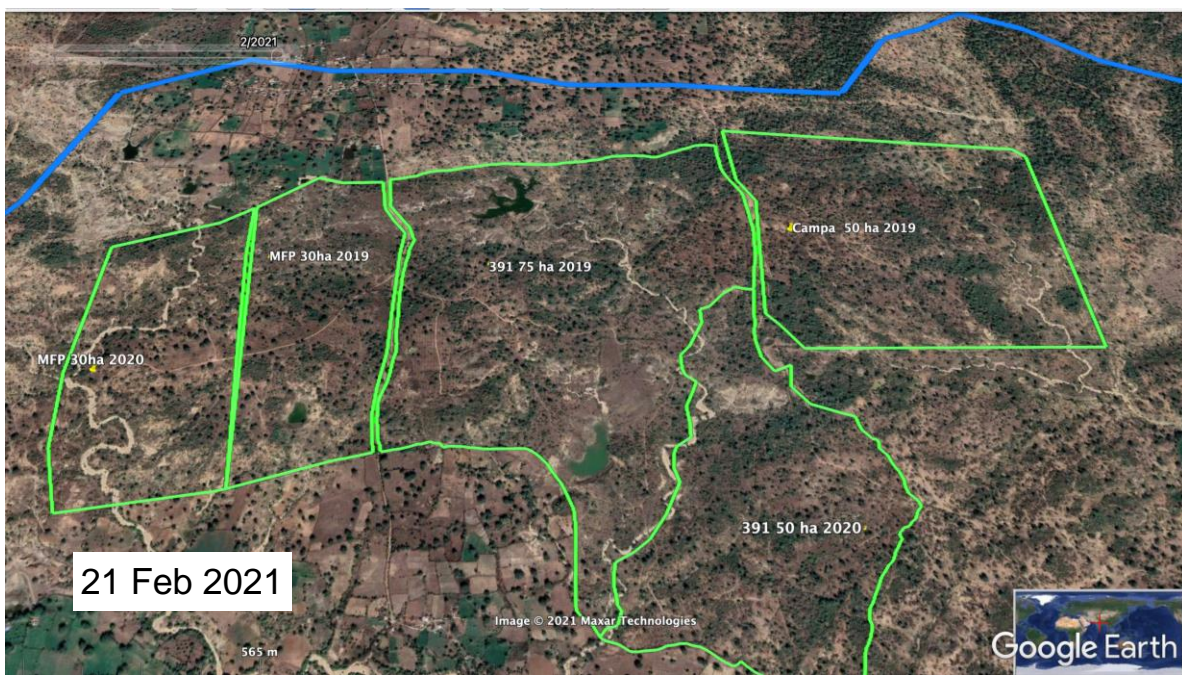 2/2021
Campa 50 ha 2019
MFP 30ha 2019
391 75 ha 2019
MFP 30ha 2020
391 50 ha 2020
21 Feb 2021
Image © 2021 Maxar Technologies
565 m
Google Earth